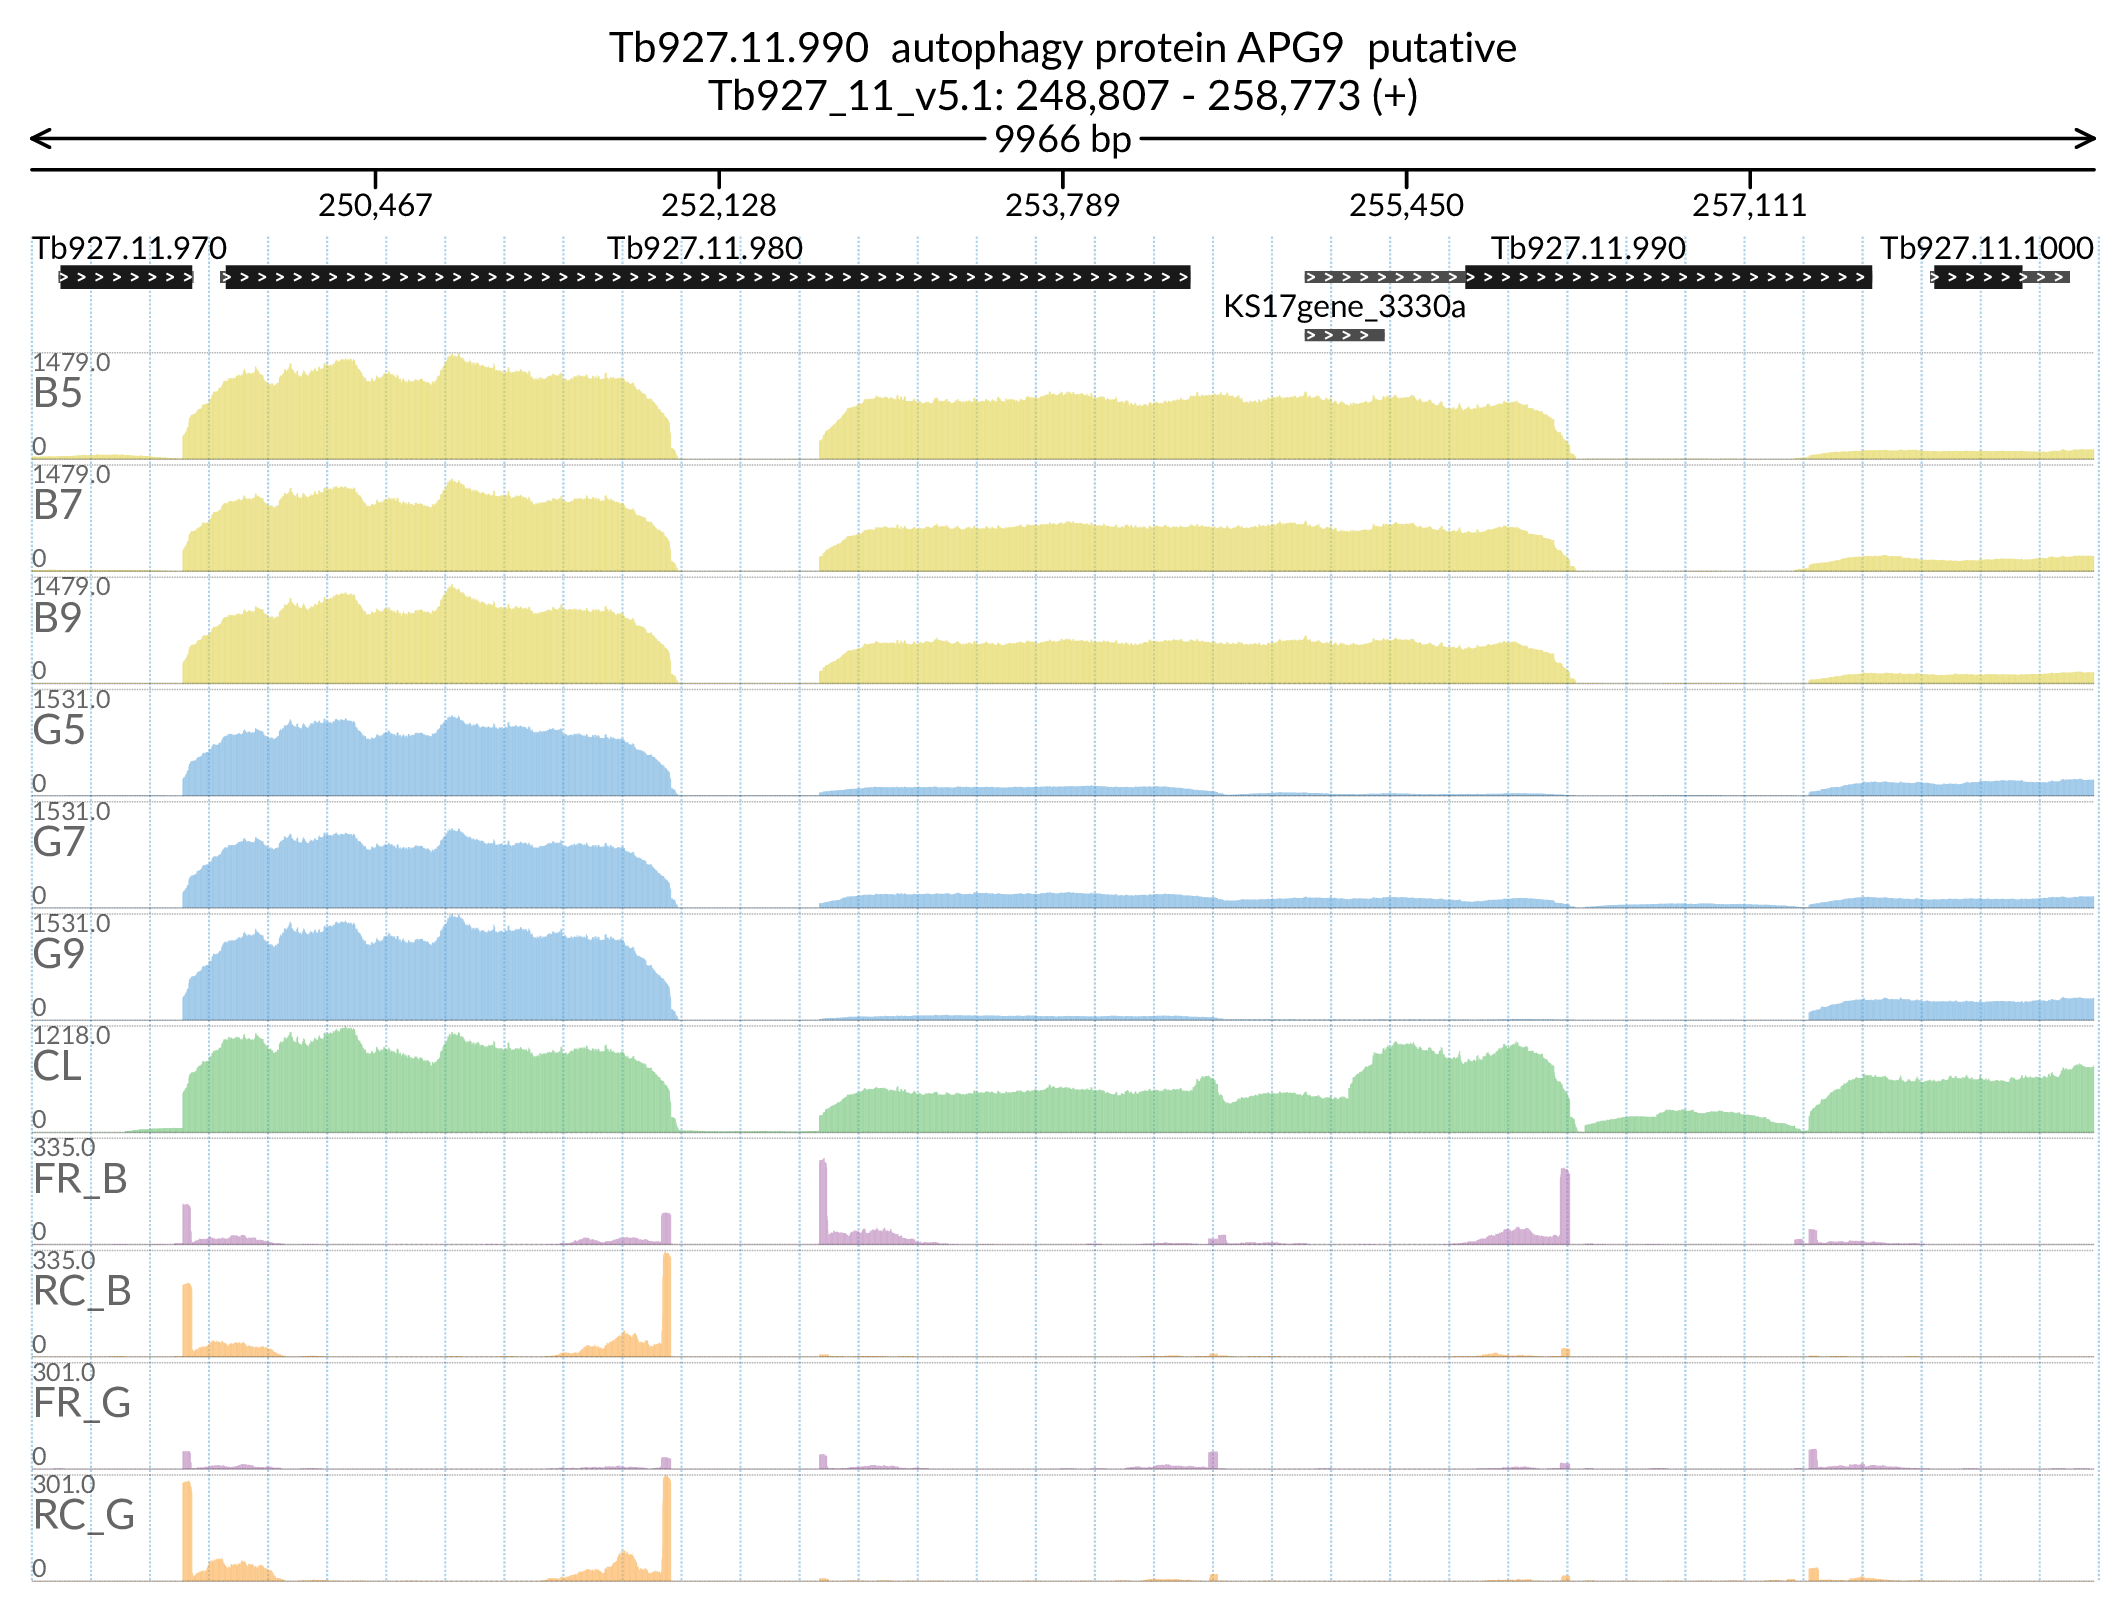 Tb927.11.990 autophagy protein APG9 putative
Tb927_11_v5.1: 248,807 - 258,773 (+)
9966 bp
250,467 252,128 253,789 255,450 257,111
Tb927.11.970 Tb927.11.980 Tb927.11.990 Tb927.11.1000
KS17gene_3330a
1479.0
B5
0
1479.0
B7
0
1479.0
B9
0
1531.0
G5
0
1531.0
G7
0
1531.0
G9
0
1218.0
CL
0
335.0
FR_B
0
335.0
RC_B
0
301.0
FR_G
0
301.0
RC_G
0